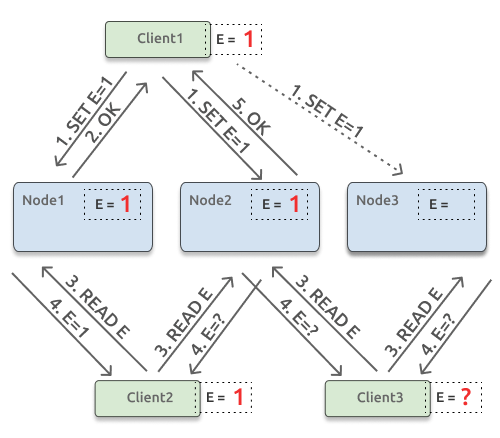 Client1
E = 1
1. SET E=1
2. OK
1. SET E=1
5. OK
1. SET E=1
Node1
E = 1
Node2
E = 1
Node3
E =
3. READ E
4. E=1
3. READ E
4. E=?
3. READ E
4. E=?
3. READ E
4. E=?
Client2
E = 1
Client3
E = ?